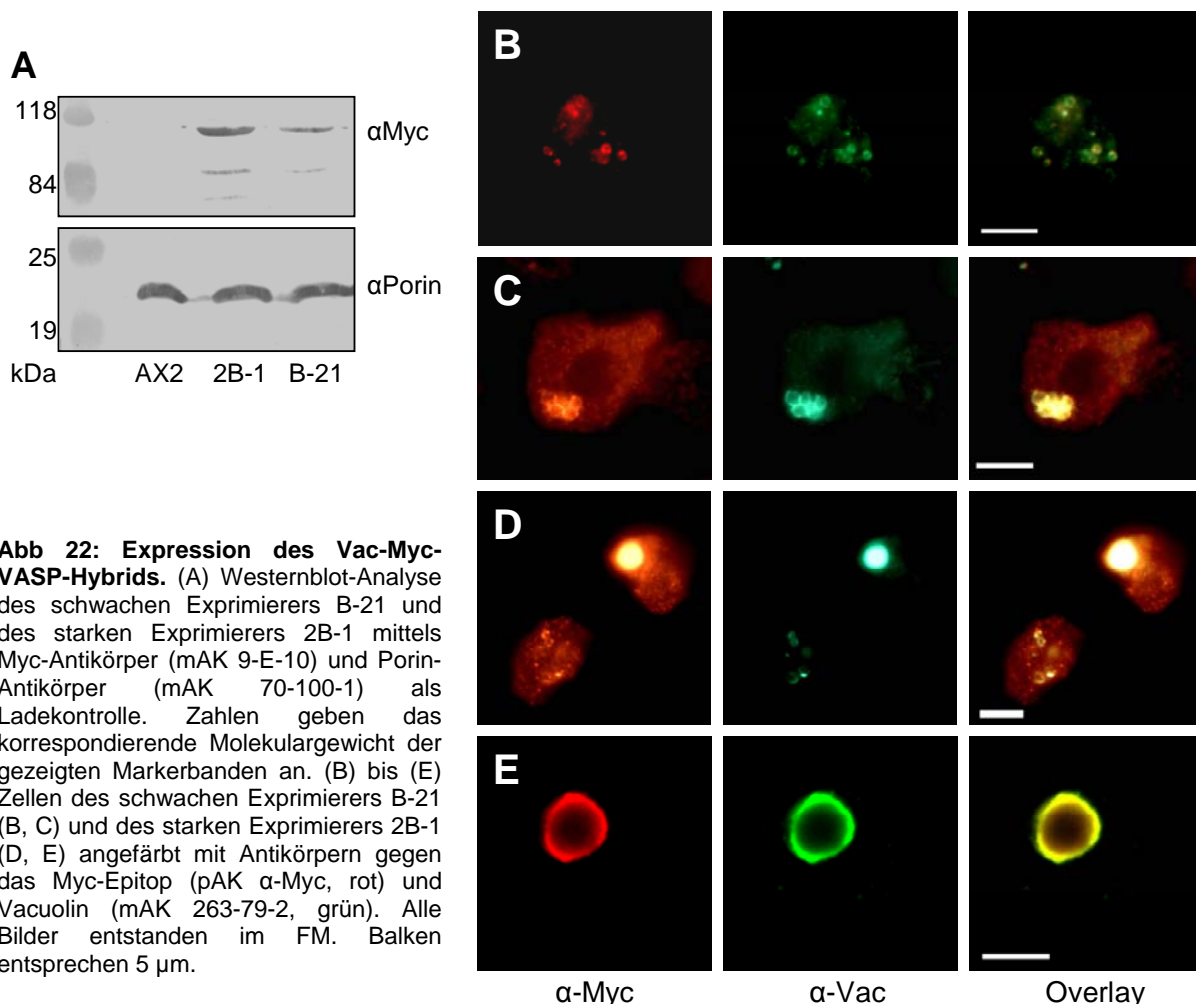 A
118
84
αMyc
25
19
αPorin
kDa AX2 2B-1 B-21
Abb 22: Expression des Vac-Myc-
VASP-Hybrids. (A) Westernblot-Analyse
des schwachen Exprimierers B-21 und
des starken Exprimierers 2B-1 mittels
Myc-Antikörper (mAK 9-E-10) und Porin-
Antikörper (mAK 70-100-1) als
Ladekontrolle. Zahlen geben das
korrespondierende Molekulargewicht der
gezeigten Markerbanden an. (B) bis (E)
Zellen des schwachen Exprimierers B-21
(B, C) und des starken Exprimierers 2B-1
(D, E) angefärbt mit Antikörpern gegen
das Myc-Epitop (pAK α-Myc, rot) und
Vacuolin (mAK 263-79-2, grün). Alle
Bilder entstanden im FM. Balken
entsprechen 5 µm.
B
C
D
E
α-Myc α-Vac Overlay